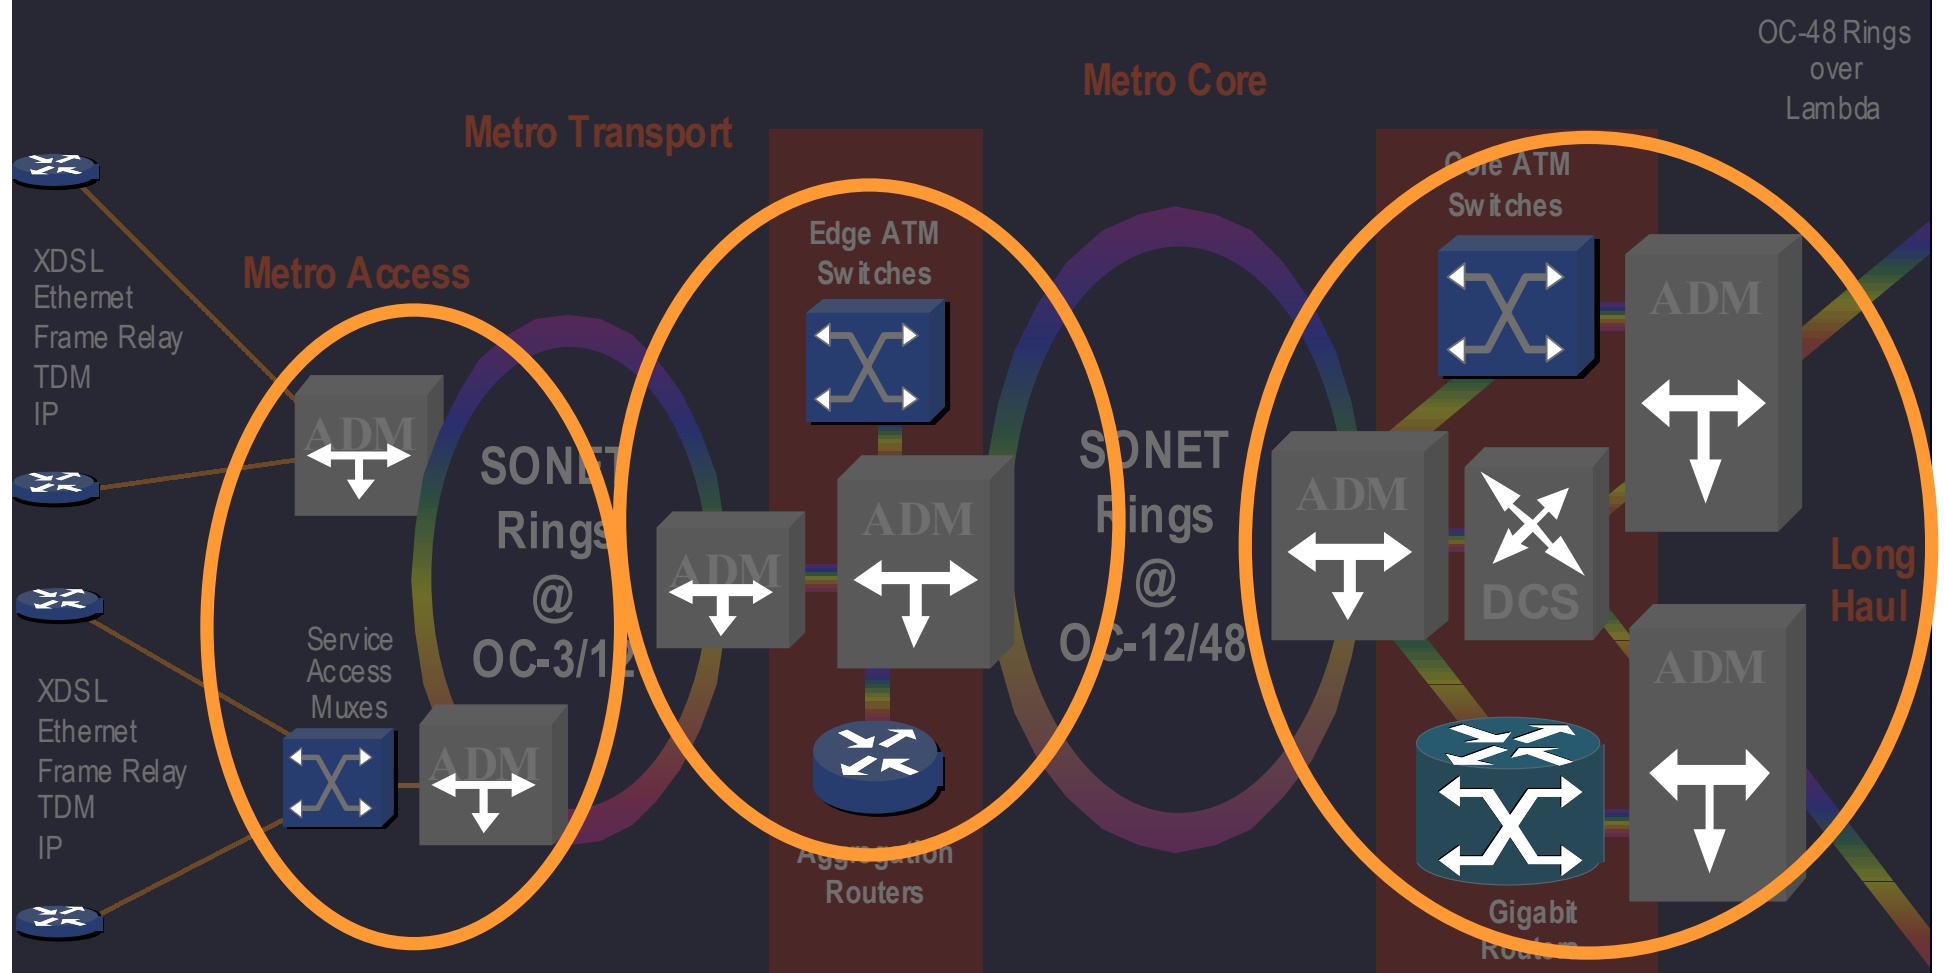 OC-48 Rings
over
Lambda
Metro Core
Metro Transport
Metro Access
XDSL
Ethernet
Frame Relay
TDM
IP
ADM
SONET
Rings
@
OC-3/12
Service
Access
Muxes
ADM
XDSL
Ethernet
Frame Relay
TDM
IP
Edge ATM
Switches
ADM
ADM
Aggregation
Routers
SONET
Rings
@
OC-12/48
Core ATM
Switches
ADM
ADM
DCS
ADM
Gigabit
Routers
Long
Haul